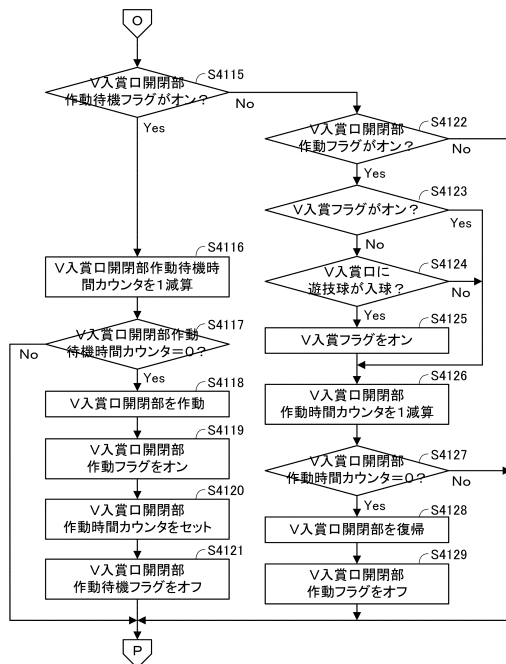 O
S4115
V入賞口開閉部
作動待機フラグがオン？
No
Yes
S4122
V入賞口開閉部
作動フラグがオン？
No
Yes
S4123
V入賞フラグがオン？
Yes
No
S4116
V入賞口開閉部作動待機時
間カウンタを1減算
S4124
V入賞口に
遊技球が入球？
No
Yes
S4117
V入賞口開閉部作動
待機時間カウンタ=0？
No
Yes
S4125
V入賞フラグをオン
S4118
V入賞口開閉部を作動
S4126
V入賞口開閉部
作動時間カウンタを1減算
S4119
V入賞口開閉部
作動フラグをオン
S4127
V入賞口開閉部
作動時間カウンタ=0？
No
Yes
S4120
V入賞口開閉部
作動時間カウンタをセット
S4128
V入賞口開閉部を復帰
S4121
V入賞口開閉部
作動待機フラグをオフ
S4129
V入賞口開閉部
作動フラグをオフ
P